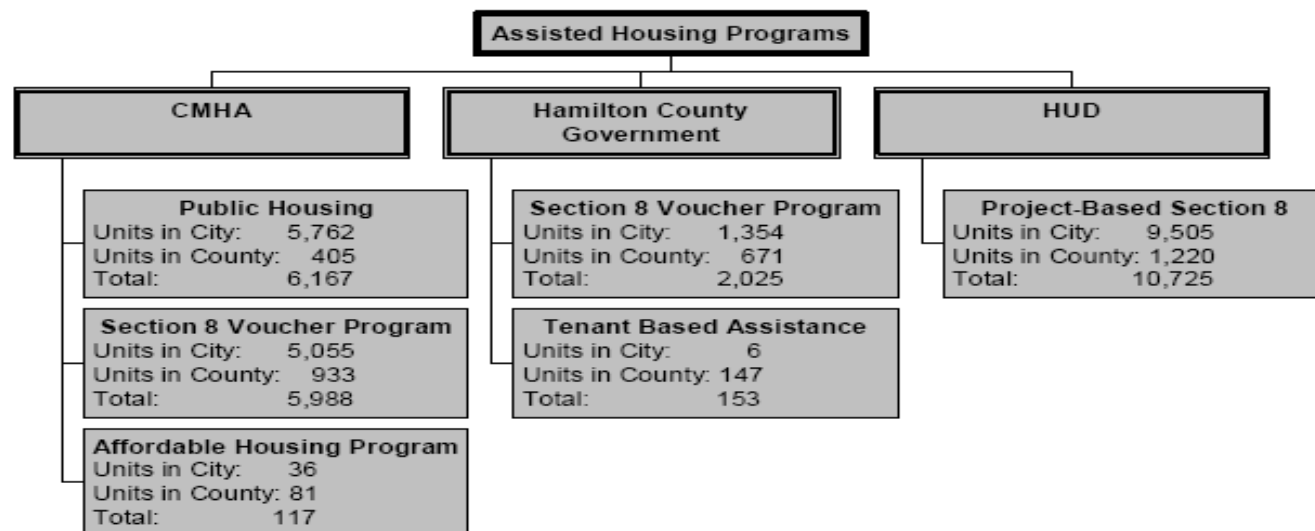 Assisted Housing Programs
CMHA
Public Housing
Units in City: 5,762
Units in County: 405
Total: 6,167
Section 8 Voucher Program
Units in City: 5,055
Units in County: 933
Total: 5,988
Affordable Housing Program
Units in City: 36
Units in County: 81
Total: 117
Hamilton County
Government
Section 8 Voucher Program
Units in City: 1,354
Units in County: 671
Total: 2,025
Tenant Based Assistance
Units in City: 6
Units in County: 147
Total: 153
HUD
Project-Based Section 8
Units in City: 9,505
Units in County: 1,220
Total: 10,725